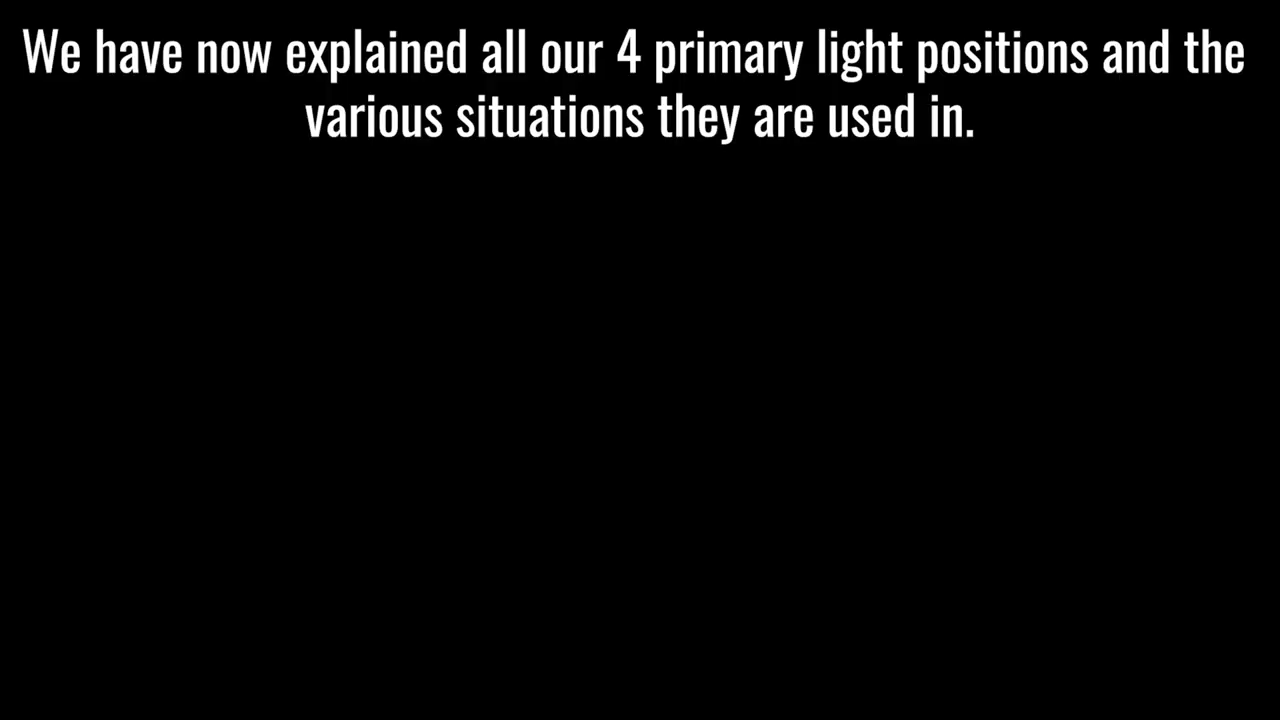 We have now explained all our 4 primary light positions and the
various situations they are used in.